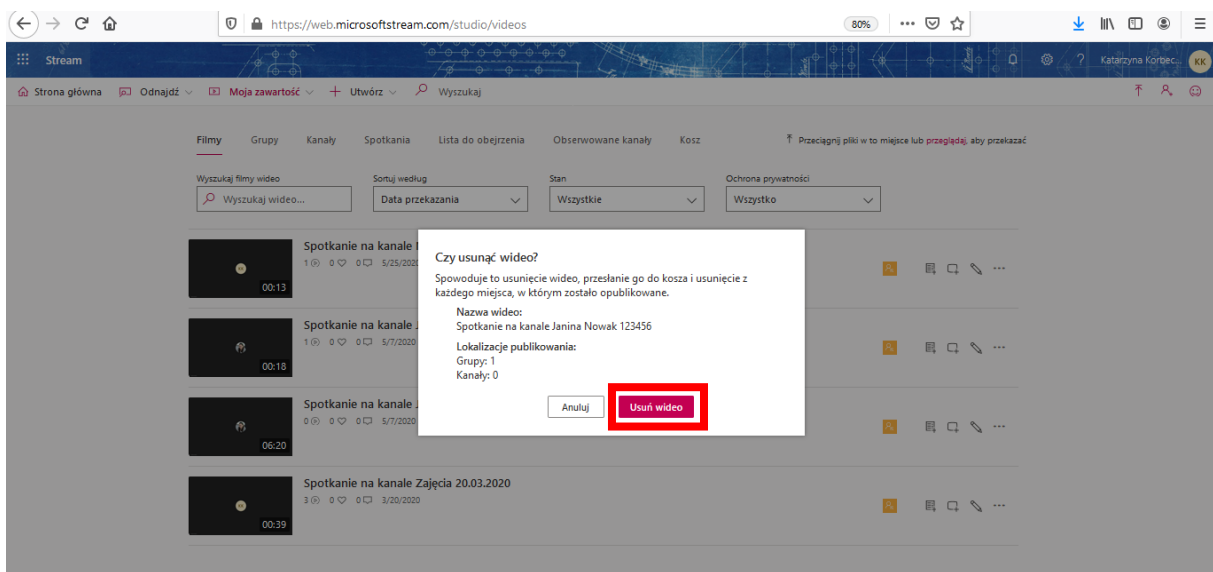 https://web.microsoftstream.com/studio/videos
80%
Stream
Katarzyna Korbec...
KK
Strona główna Odnajdź Moja zawartość Utwórz Wyszukaj
Filmy Grupy Kanały Spotkania Lista do obejrzenia Obserwowane kanały Kosz
Przeciągnij pliki w to miejsce lub przeglądaj, aby przekazać
Wyszukaj filmy wideo Sortuj według Stan Ochrona prywatności
Wyszukaj wideo... Data przekazania Wszystkie Wszystko
Spotkanie na kanale
1 0 0 5/25/2020
00:13
Czy usunąć wideo?
Spowoduje to usunięcie wideo, przesłanie go do kosza i usunięcie z
każdego miejsca, w którym zostało opublikowane.
Nazwa wideo:
Spotkanie na kanale Janina Nowak 123456
Lokalizacje publikowania:
Grupy: 1
Kanały: 0
Anuluj Usuń wideo
Spotkanie na kanale
1 0 0 5/7/2020
00:18
Spotkanie na kanale
0 0 0 5/7/2020
06:20
Spotkanie na kanale Zajęcia 20.03.2020
3 0 0 3/20/2020
00:39